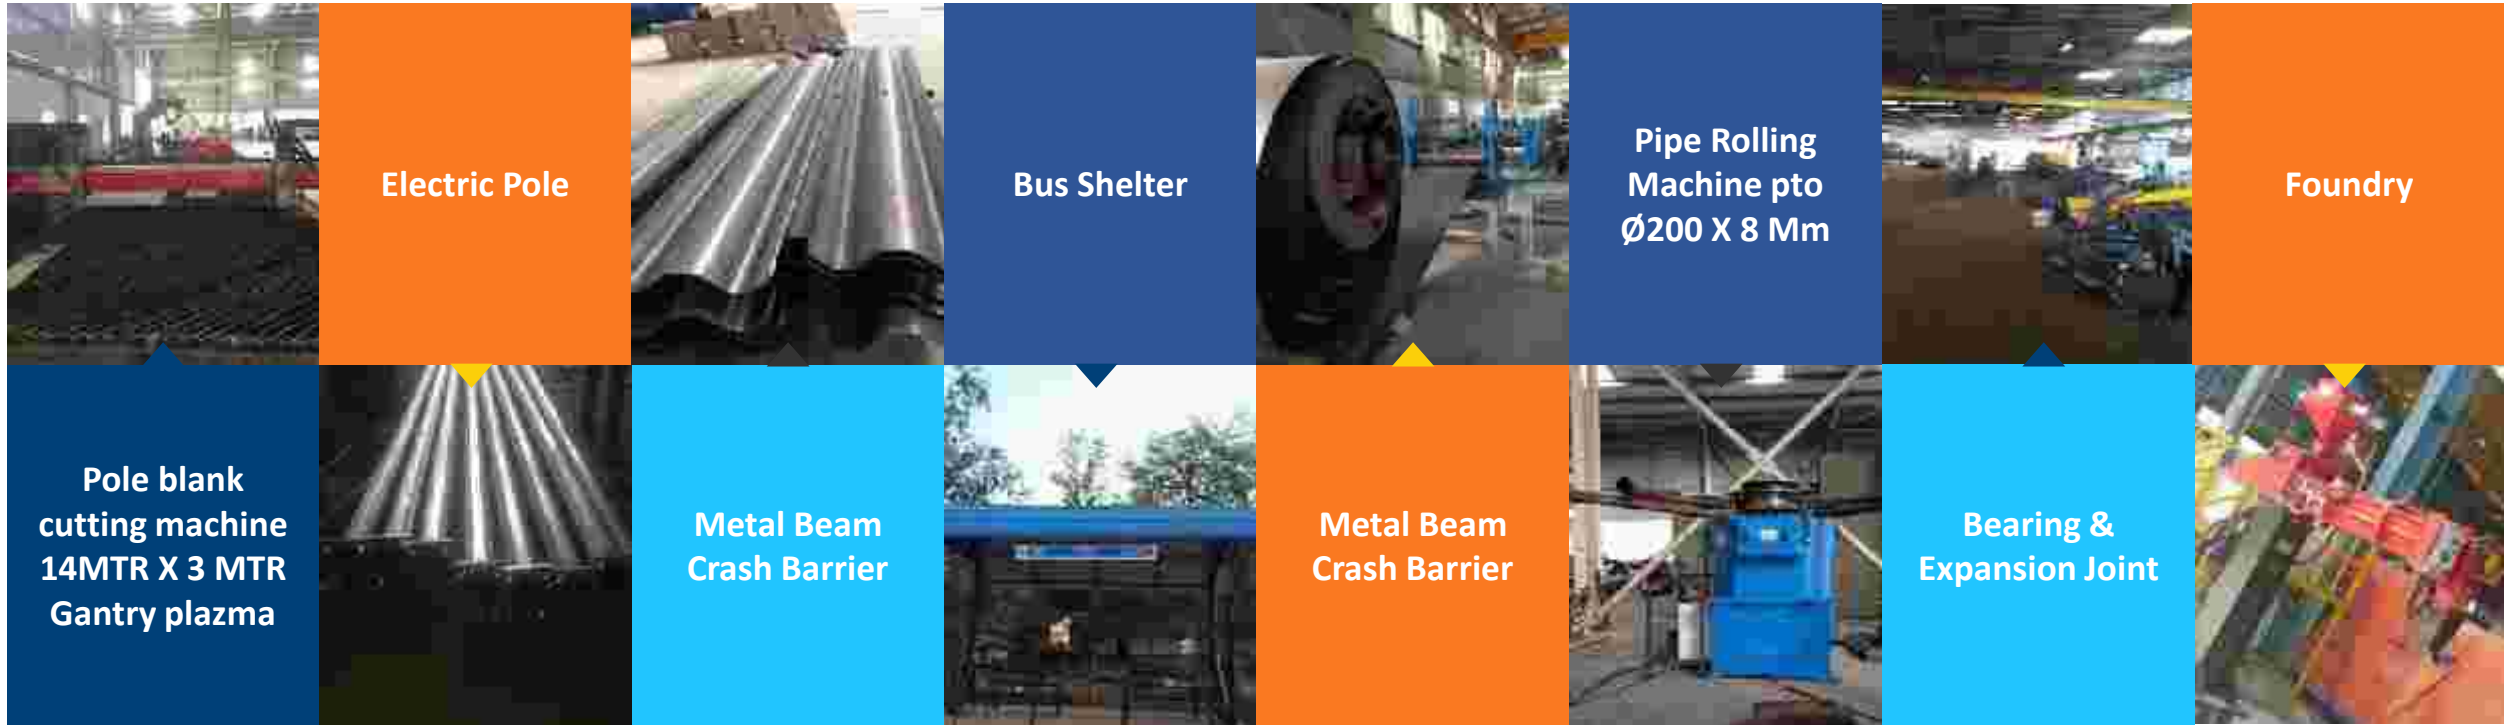 Electric Pole
Bus Shelter
Pipe Rolling
Machine pto
Ø200 X 8 Mm
Foundry
Pole blank
cutting machine
14MTR X 3 MTR
Gantry plazma
Metal Beam
Crash Barrier
Metal Beam
Crash Barrier
Bearing &
Expansion Joint